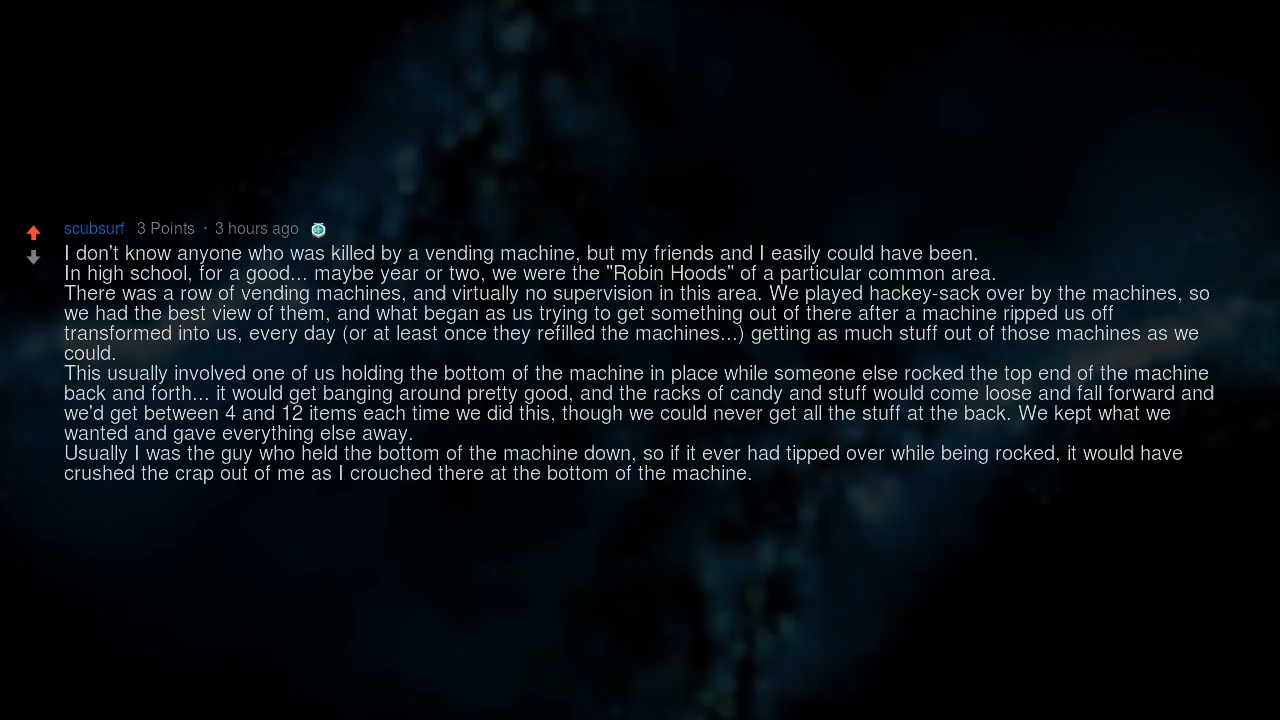 scubsurf 3 Points · 3 hours ago
I don't know anyone who was killed by a vending machine, but my friends and I easily could have been.
In high school, for a good... maybe year or two, we were the "Robin Hoods" of a particular common area.
There was a row of vending machines, and virtually no supervision in this area. We played hackey-sack over by the machines, so
we had the best view of them, and what began as us trying to get something out of there after a machine ripped us off
transformed into us, every day (or at least once they refilled the machines...) getting as much stuff out of those machines as we
could.
This usually involved one of us holding the bottom of the machine in place while someone else rocked the top end of the machine
back and forth... it would get banging around pretty good, and the racks of candy and stuff would come loose and fall forward and
we'd get between 4 and 12 items each time we did this, though we could never get all the stuff at the back. We kept what we
wanted and gave everything else away.
Usually I was the guy who held the bottom of the machine down, so if it ever had tipped over while being rocked, it would have
crushed the crap out of me as I crouched there at the bottom of the machine.